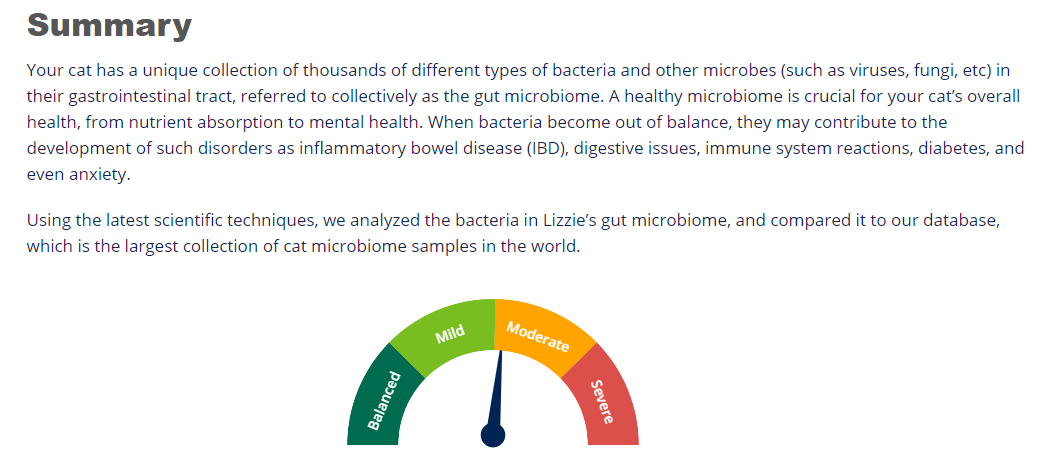 Summary
Your cat has a unique collection of thousands of different types of bacteria and other microbes (such as viruses, fungi, etc) in
their gastrointestinal tract, referred to collectively as the gut microbiome. A healthy microbiome is crucial for your cat’s overall
health, from nutrient absorption to mental health. When bacteria become out of balance, they may contribute to the
development of such disorders as inflammatory bowel disease (IBD), digestive issues, immune system reactions, diabetes, and
even anxiety.
Using the latest scientific techniques, we analyzed the bacteria in Lizzie’s gut microbiome, and compared it to our database,
which is the largest collection of cat microbiome samples in the world.
Balanced
Mild
Moderate
Severe